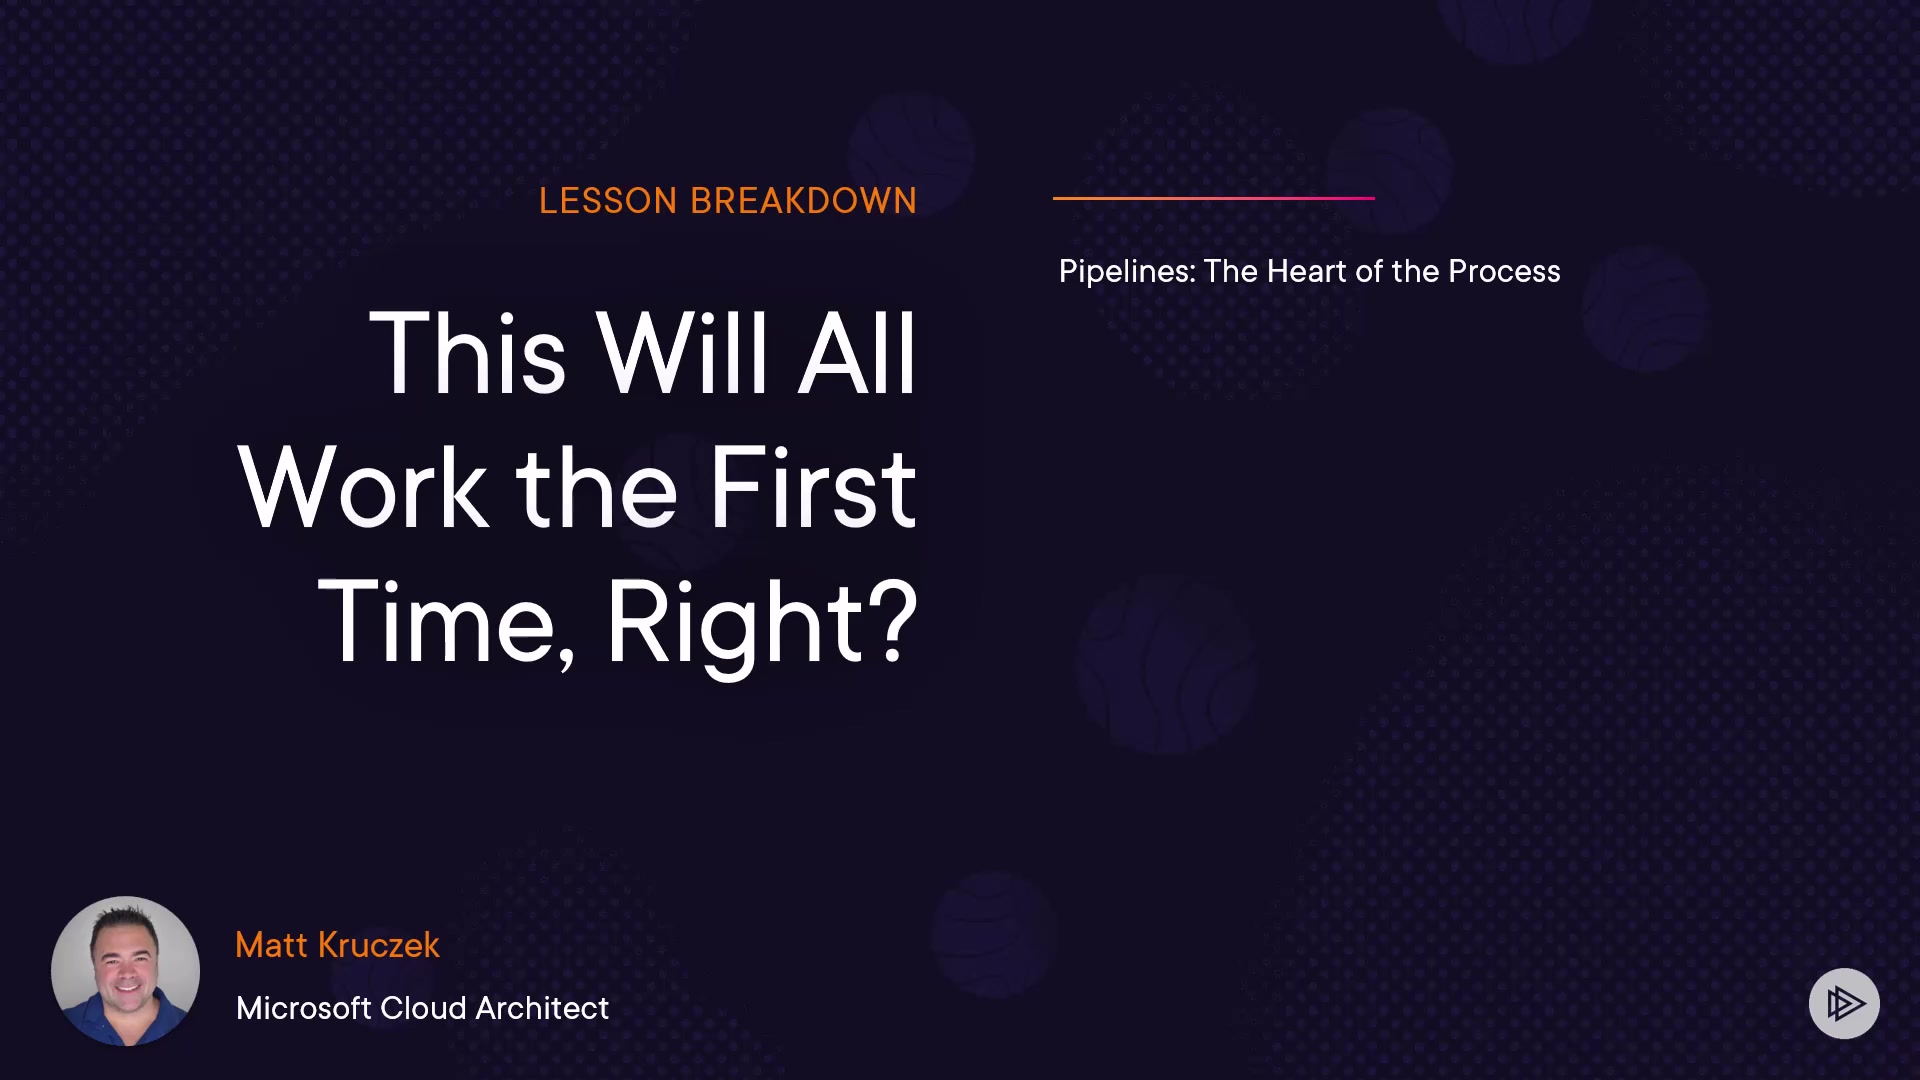 LESSON BREAKDOWN
This Will All
Work the First
Time, Right?
Pipelines: The Heart of the Process
Matt Kruczek
Microsoft Cloud Architect